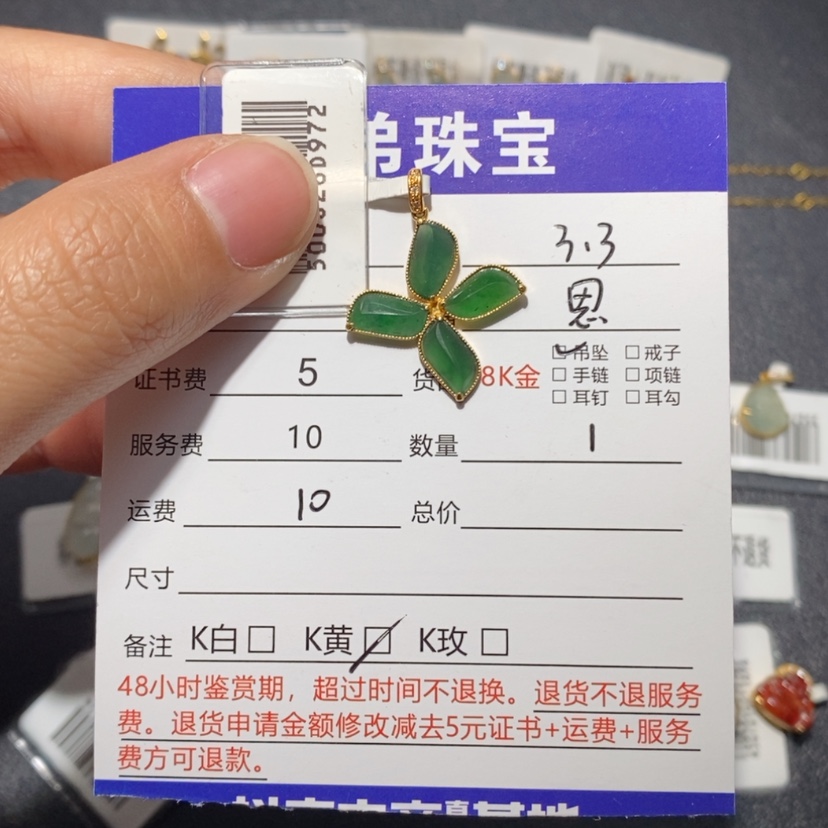 珠宝
3.3
恩
证书费 5 8K金 吊坠 戒子
手链 项链
耳钉 耳勾
服务费 10 数量 1
运费 10 总价
尺寸
备注 K白 K黄 K玫
48小时鉴赏期，超过时间不退换。退货不退服务
费。退货申请金额修改减去5元证书+运费+服务
费方可退款。